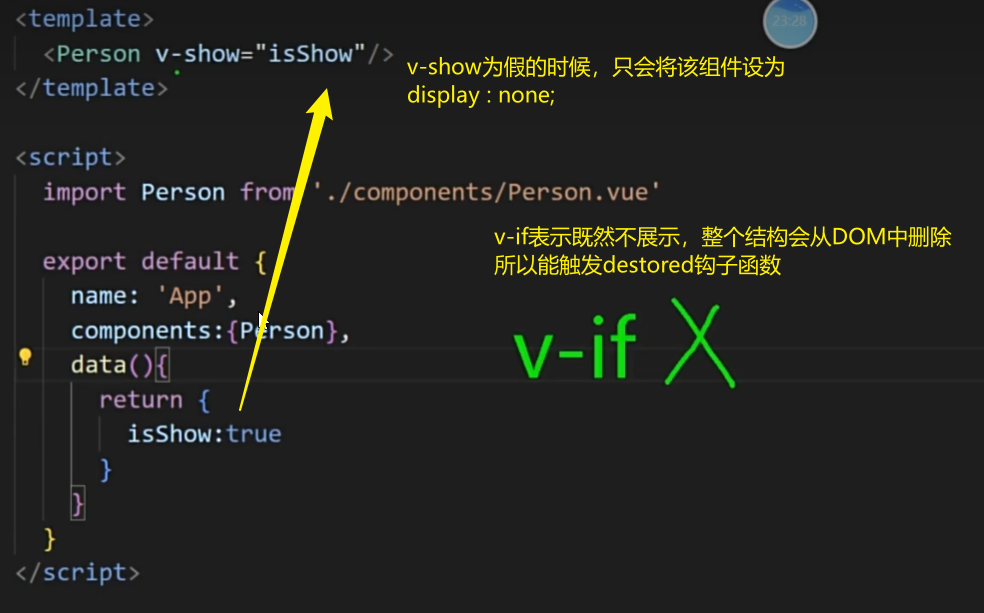 <template>
23:28
<Person v-show="isShow"/>
v-show为假的时候，只会将该组件设为
display : none;
</template>
<script>
import Person from './components/Person.vue'
v-if表示既然不展示，整个结构会从DOM中删除
所以能触发destored钩子函数
export default {
name: 'App',
components:{Person},
v-if X
data(){
return {
isShow:true
}
}
}
</script>